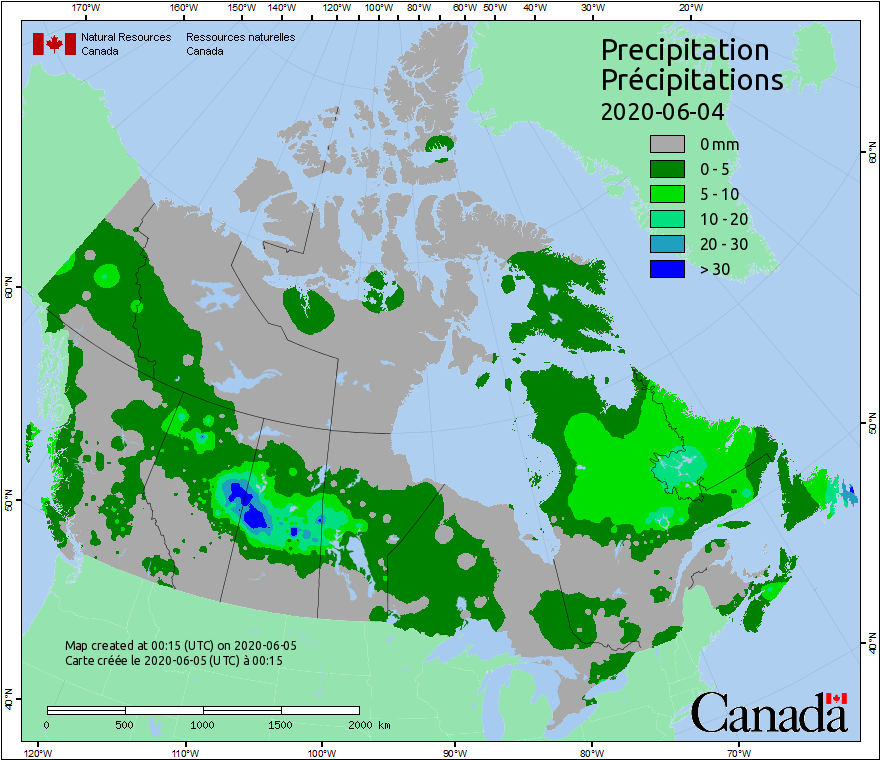 170°W 160°W 150°W 140°W 120°W 100°W 80°W 60°W 50°W 40°W 30°W 20°W
Natural Resources Ressources naturelles
Canada Canada
Precipitation
Précipitations
2020-06-04
0 mm
0 - 5
5 - 10
10 - 20
20 - 30
> 30
60°N
60°N
50°N
50°N
40°N
40°N
Map created at 00:15 (UTC) on 2020-06-05
Carte créée le 2020-06-05 (UTC) à 00:15
0 500 1000 1500 2000 km
Canada
120°W 110°W 100°W 90°W 80°W 70°W